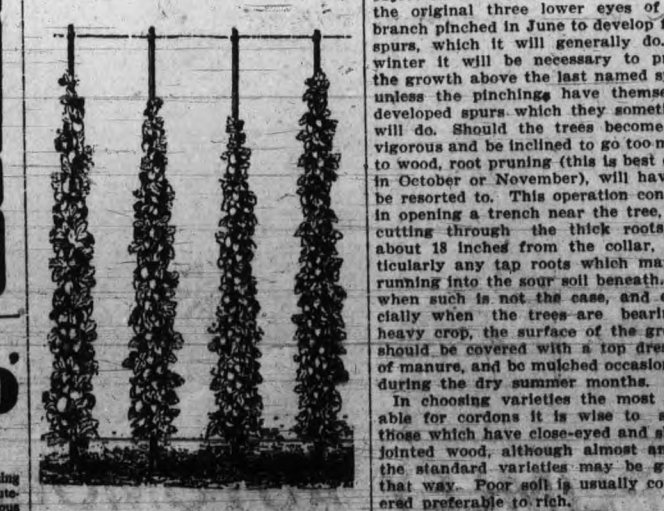 the original three lower eyes of
branch pinched in June to develop
spurs, which it will generally do.
winter it will be necessary to
the growth above the last named
unless the pinchings have themse
developed spurs which they somet
will do. Should the trees become
vigorous and be inclined to go too
to wood, root pruning (this is best
in October or November), will hav
be resorted to. This operation con
in opening a trench near the tree,
cutting through the thick roots
about 18 inches from the collar,
ticularly any tap roots which ma
running into the sour soil beneath.
when such is not the case, and
cially when the trees are beari
heavy crop, the surface of the gr
should be covered with a top dres
of manure, and be mulched occasion
during the dry summer months.
In choosing varieties the most
able for cordons it is wise to
those which have close-eyed and
jointed wood, although almost
the standard varieties may be
that way. Poor soil is usually co
ered preferable to rich.